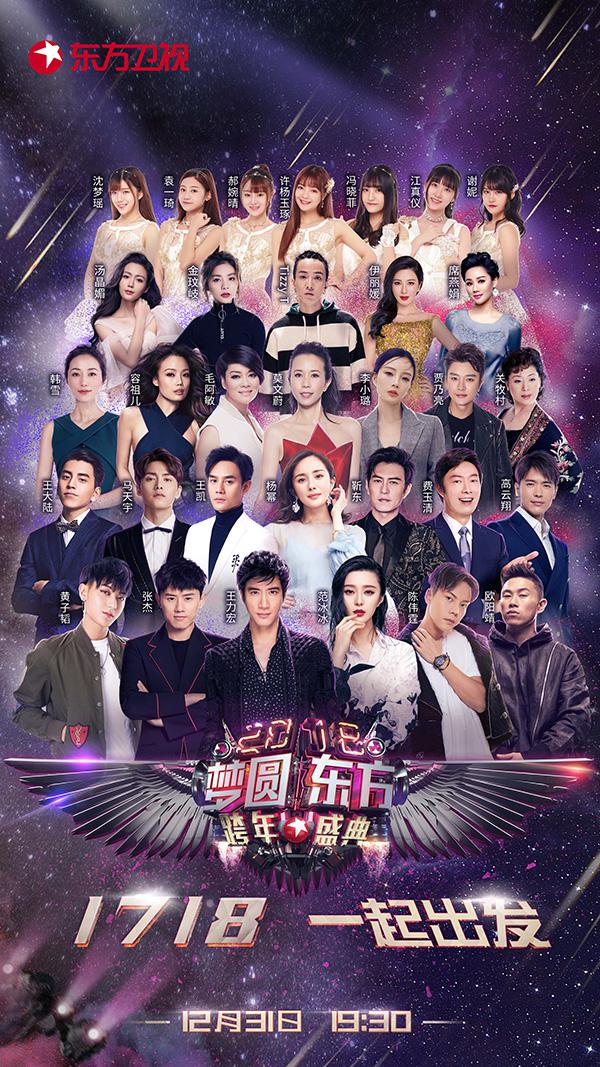 东方卫视
沈梦瑶
袁一琦
郝婉晴
许杨玉琢
冯晓菲
江真仪
谢妮
汤晶媚
金玟岐
Tizzy T
伊丽媛
席燕娟
韩雪
容祖儿
毛阿敏
莫文蔚
李小璐
贾乃亮
关牧村
王大陆
马天宇
王凯
杨幂
靳东
费玉清
高云翔
黄子韬
张杰
王力宏
范冰冰
陈伟霆
欧阳靖
2018
梦圆东方
跨年盛典
1718 一起出发
12月31日 19:30